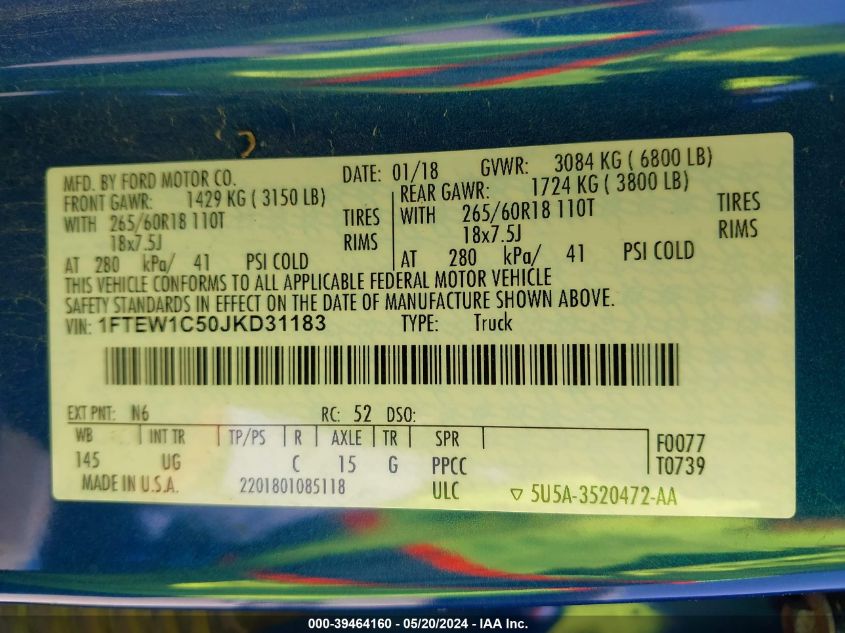 MFD. BY FORD MOTOR CO.
DATE: 01/18 GVWR: 3084 KG ( 6800 LB)
FRONT GAWR: 1429 KG ( 3150 LB)
WITH 265/60R18 110T TIRES
18x7.5J RIMS
AT 280 kPa/ 41 PSI COLD
REAR GAWR: 1724 KG ( 3800 LB)
WITH 265/60R18 110T TIRES
18x7.5J RIMS
AT 280 kPa/ 41 PSI COLD
THIS VEHICLE CONFORMS TO ALL APPLICABLE FEDERAL MOTOR VEHICLE
SAFETY STANDARDS IN EFFECT ON THE DATE OF MANUFACTURE SHOWN ABOVE.
VIN: 1FTEW1C50JKD31183 TYPE: Truck
EXT PNT: N6 RC: 52 DSO:
WB INT TR TP/PS R AXLE TR SPR F0077
145 UG C 15 G PPCC T0739
MADE IN U.S.A. 2201801085118 ULC ▽ 5U5A-3520472-AA
000-39464160 - 05/20/2024 - IAA Inc.